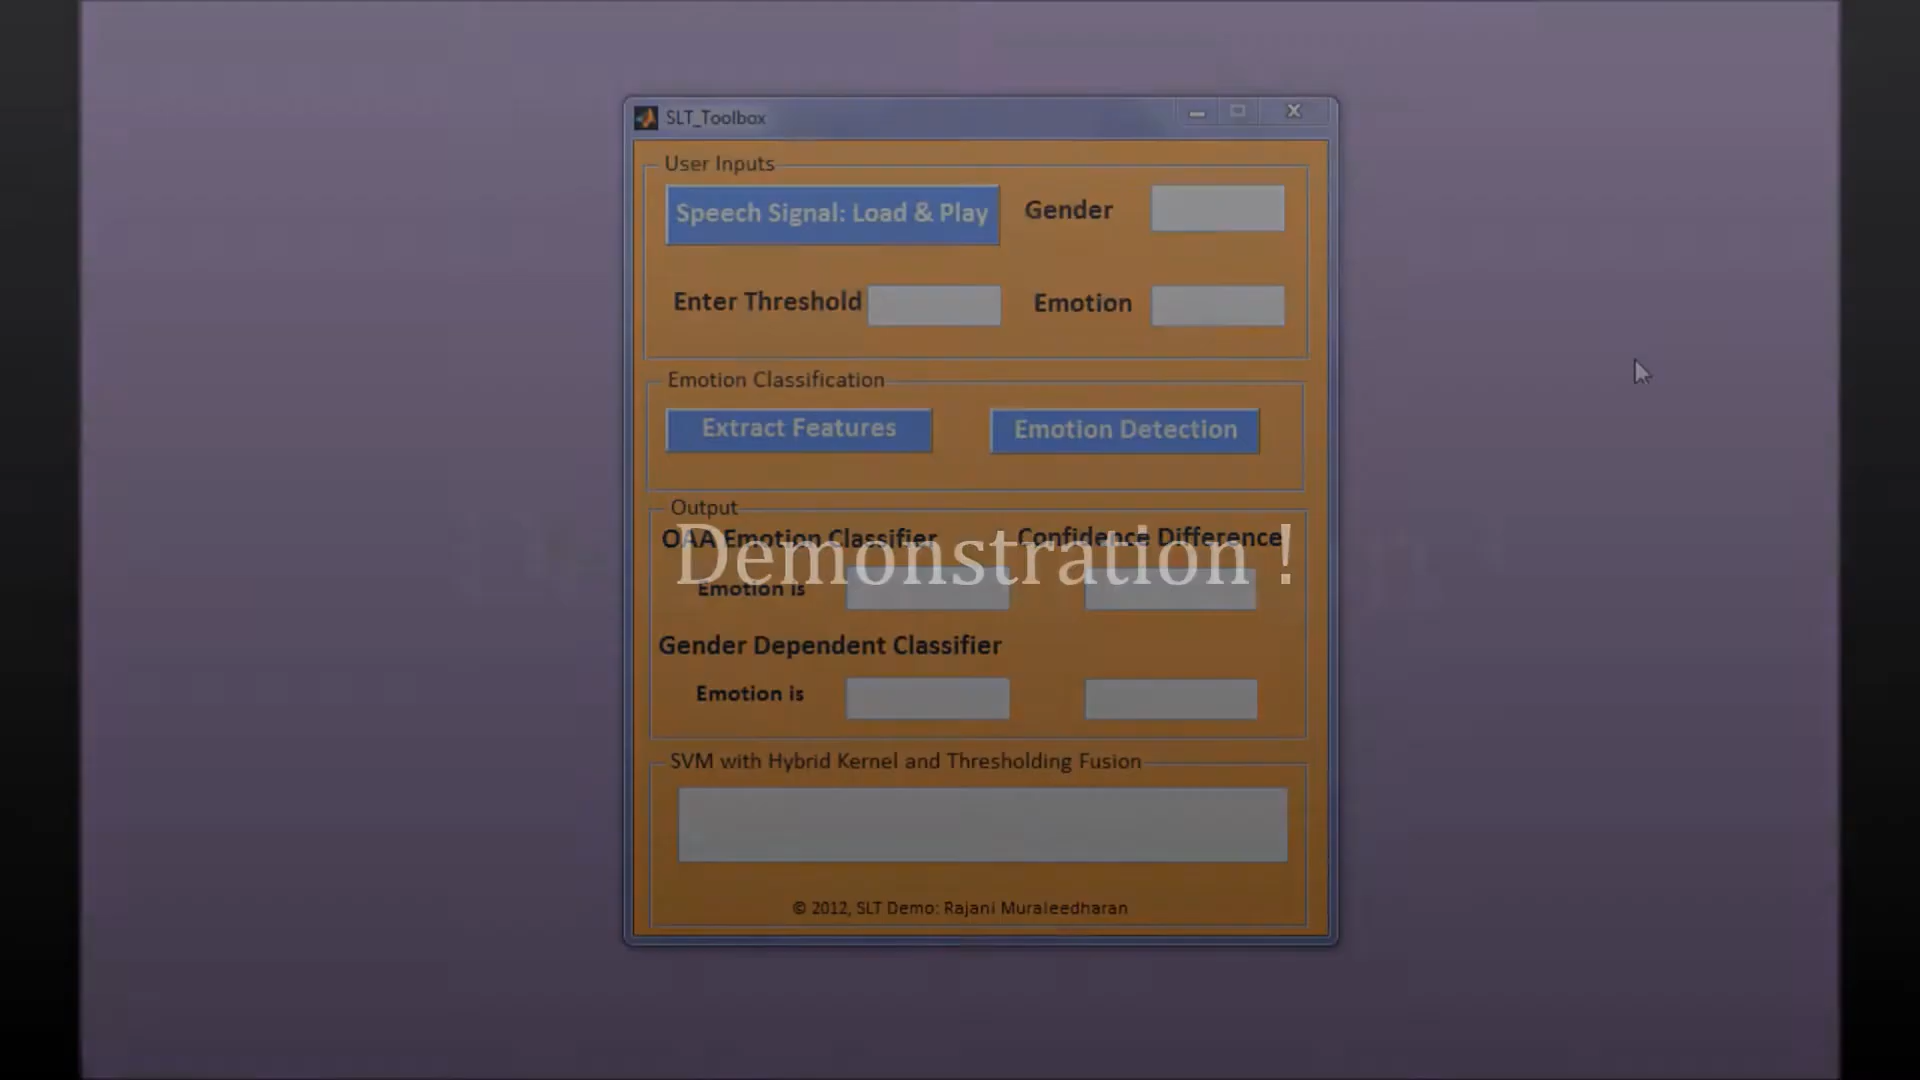 SLT_Toolbox
User Inputs
Speech Signal: Load & Play
Gender
Enter Threshold
Emotion
Emotion Classification
Extract Features
Emotion Detection
Output
OAA Emotion Classifier
Confidence Difference
Demonstration !
Emotion is
Gender Dependent Classifier
Emotion is
SVM with Hybrid Kernel and Thresholding Fusion
© 2012, SLT Demo: Rajani Muraleedharan